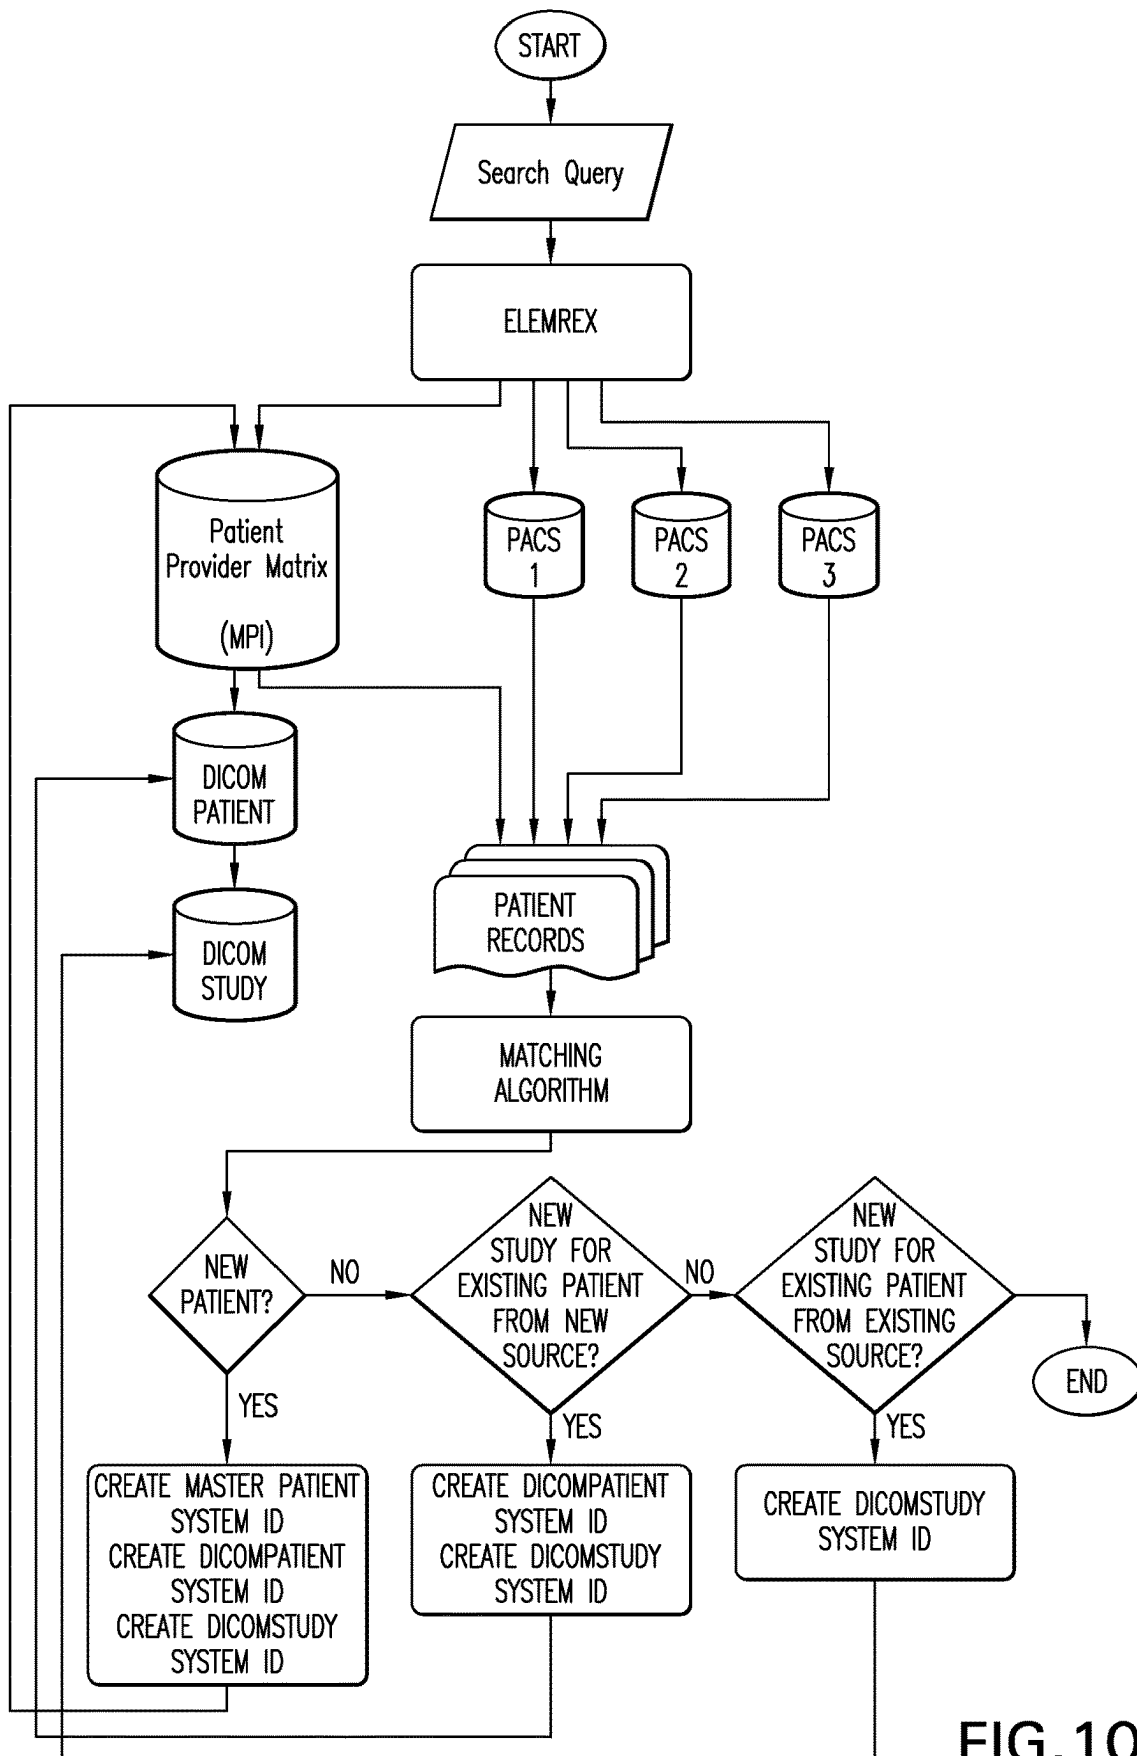 START
Search Query
ELEMREX
Patient
Provider Matrix
(MPI)
PACS
1
PACS
2
PACS
3
DICOM
PATIENT
DICOM
STUDY
PATIENT
RECORDS
MATCHING
ALGORITHM
NEW
PATIENT?
NO
NEW
STUDY FOR
EXISTING PATIENT
FROM NEW
SOURCE?
NO
NEW
STUDY FOR
EXISTING PATIENT
FROM EXISTING
SOURCE?
END
YES
YES
YES
CREATE MASTER PATIENT
SYSTEM ID
CREATE DICOMPATIENT
SYSTEM ID
CREATE DICOMSTUDY
SYSTEM ID
CREATE DICOMPATIENT
SYSTEM ID
CREATE DICOMSTUDY
SYSTEM ID
CREATE DICOMSTUDY
SYSTEM ID
FIG.10